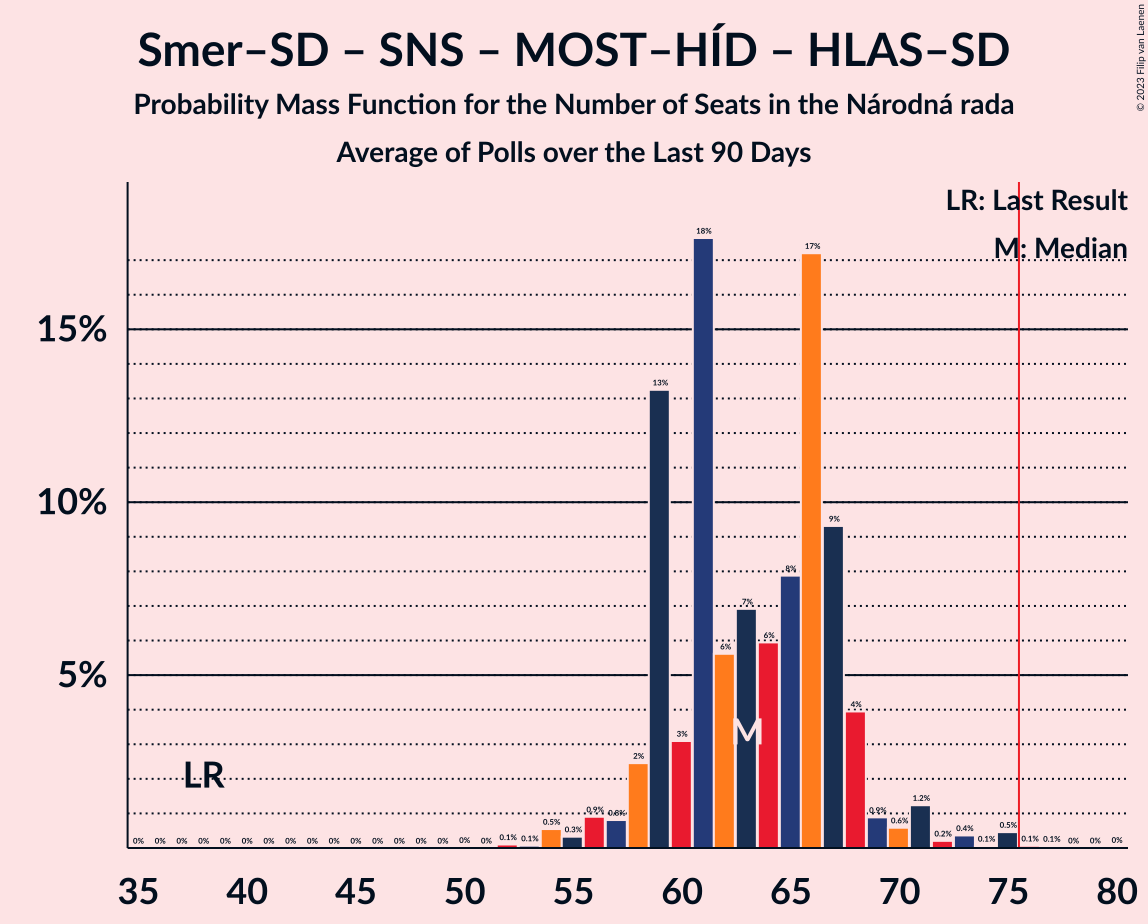 Smer–SD – SNS – MOST–HÍD – HLAS–SD
Probability Mass Function for the Number of Seats in the Národná rada
Average of Polls over the Last 90 Days
© 2023 Filip van Laenen
LR: Last Result
M: Median
15%
10%
5%
LR
M
0% 0% 0% 0% 0% 0% 0% 0% 0% 0% 0% 0% 0% 0% 0% 0% 0% 0.1% 0.1% 0.5% 0.3% 0.9% 0.8% 2% 13% 3% 18% 6% 7% 6% 8% 17% 9% 4% 0.9% 0.6% 1.2% 0.2% 0.4% 0.1% 0.5% 0.1% 0.1% 0% 0% 0%
35 40 45 50 55 60 65 70 75 80